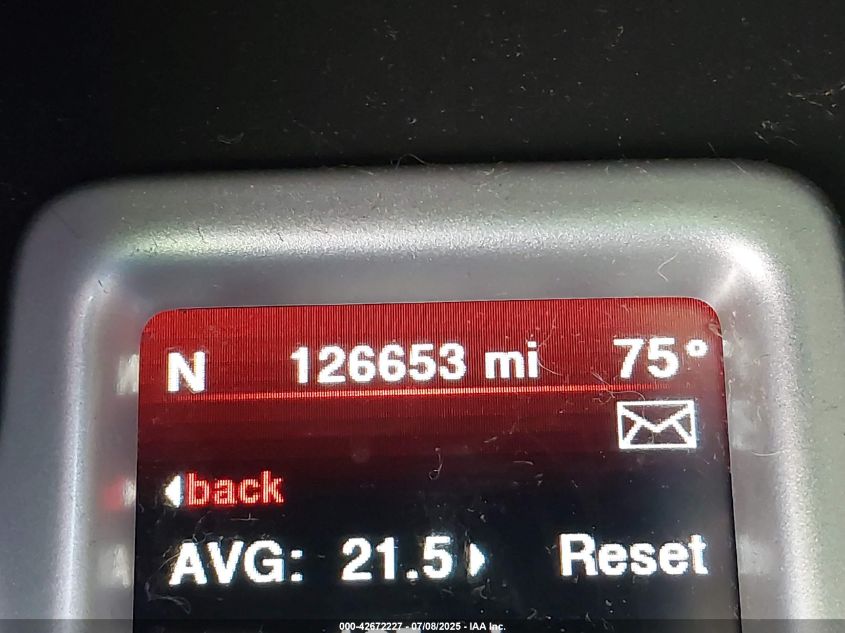 N 126653 mi 75°
back
AVG: 21.5 Reset
000-42672227 - 07/08/2025 - IAA Inc.